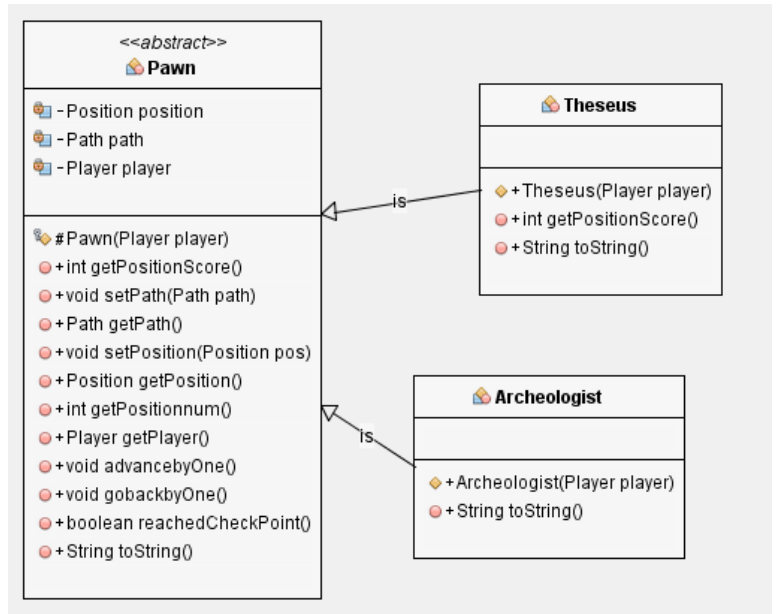 <<abstract>>
Pawn
-Position position
-Path path
-Player player
#Pawn(Player player)
+int getPositionScore()
+void setPath(Path path)
+Path getPath()
+void setPosition(Position pos)
+Position getPosition()
+int getPositionnum()
+Player getPlayer()
+void advancebyOne()
+void gobackbyOne()
+boolean reachedCheckPoint()
+String toString()
is
Theseus
+Theseus(Player player)
+int getPositionScore()
+String toString()
is
Archeologist
+Archeologist(Player player)
+String toString()